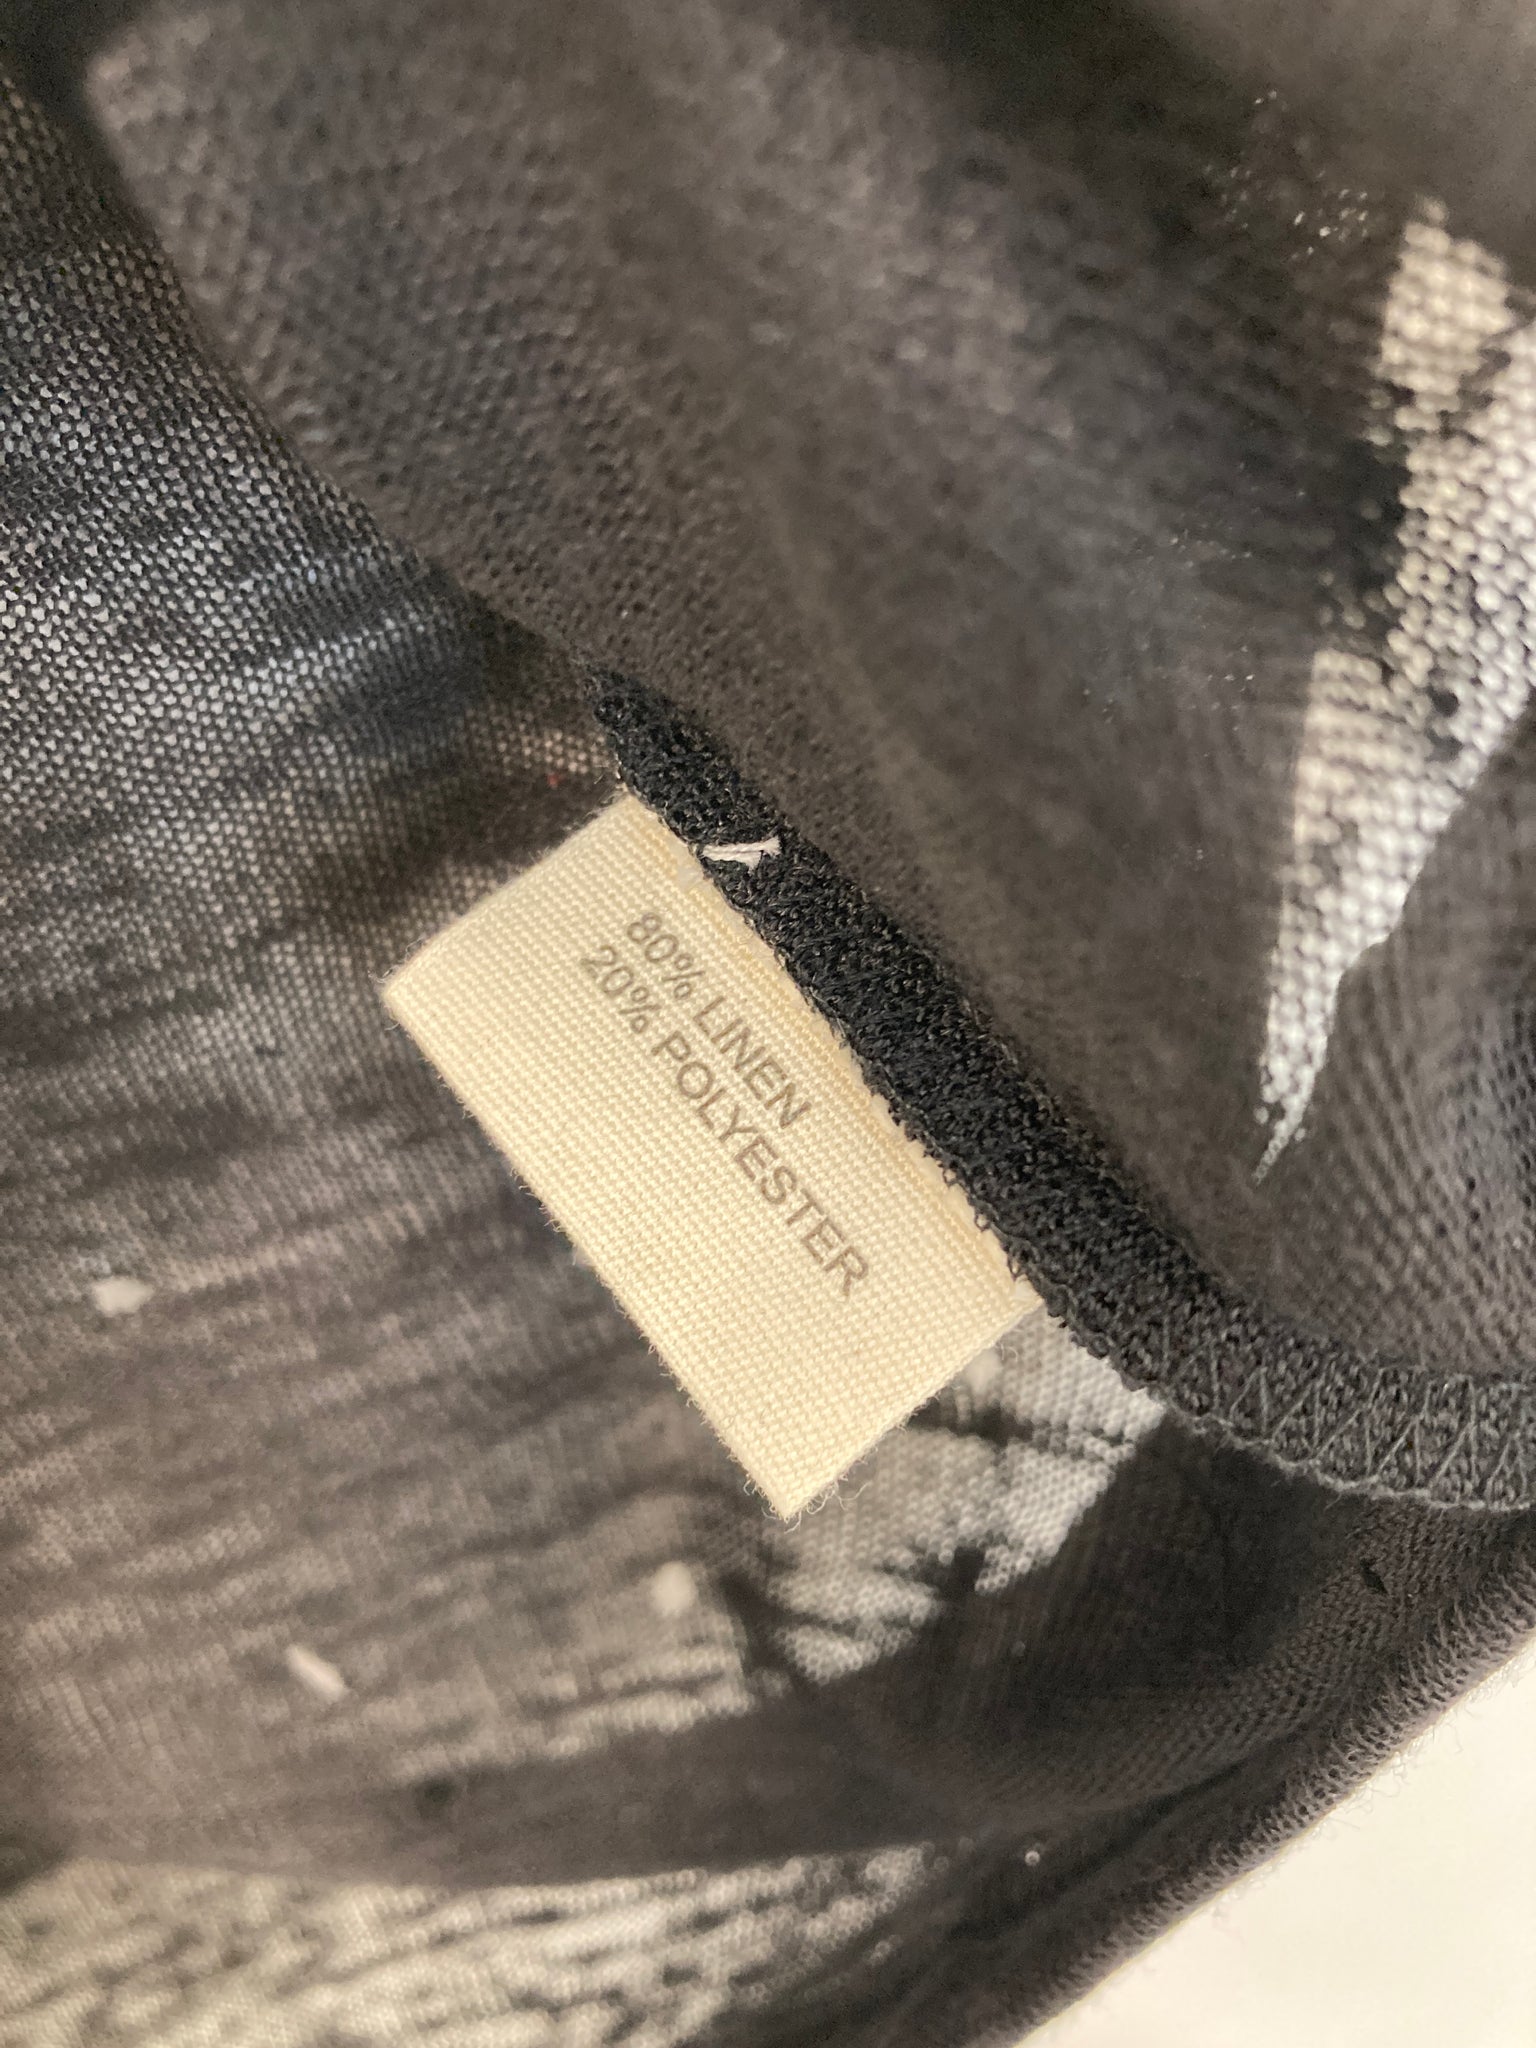 80% LINEN
20% POLYESTER